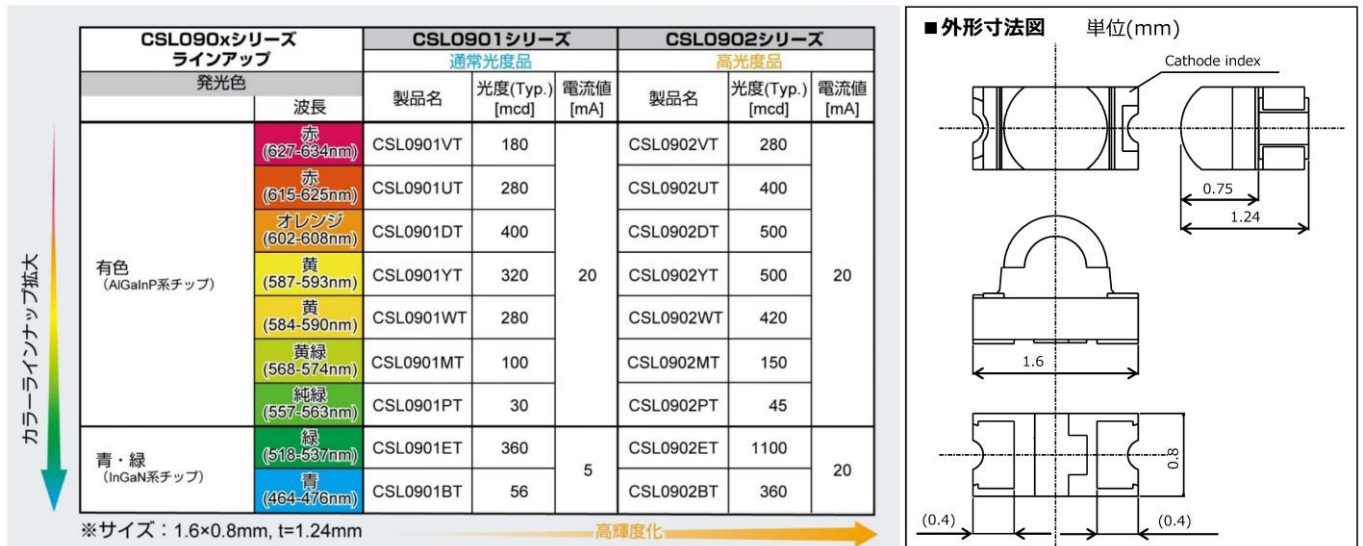 CSL090xシリーズ
ラインアップ
CSL0901シリーズ
CSL0902シリーズ
通常光度品
高光度品
発光色
波長
製品名
光度(Typ.)
[mcd]
電流値
[mA]
製品名
光度(Typ.)
[mcd]
電流値
[mA]
有色
(AlGaInP系チップ)
赤
(627-634nm)
CSL0901VT 180 CSL0902VT 280
赤
(615-625nm)
CSL0901UT 280 CSL0902UT 400
オレンジ
(602-608nm)
CSL0901DT 400 CSL0902DT 500
黄
(587-593nm)
CSL0901YT 320 20 CSL0902YT 500 20
黄
(584-590nm)
CSL0901WT 280 CSL0902WT 420
黄緑
(568-574nm)
CSL0901MT 100 CSL0902MT 150
純緑
(557-563nm)
CSL0901PT 30 CSL0902PT 45
青・緑
(InGaN系チップ)
緑
(518-537nm)
CSL0901ET 360 5 CSL0902ET 1100 20
青
(464-476nm)
CSL0901BT 56 CSL0902BT 360
カラーラインナップ拡大
※サイズ：1.6×0.8mm, t=1.24mm
高輝度化
■外形寸法図 単位(mm)
Cathode index
0.75
1.24
1.6
0.8
(0.4)
(0.4)